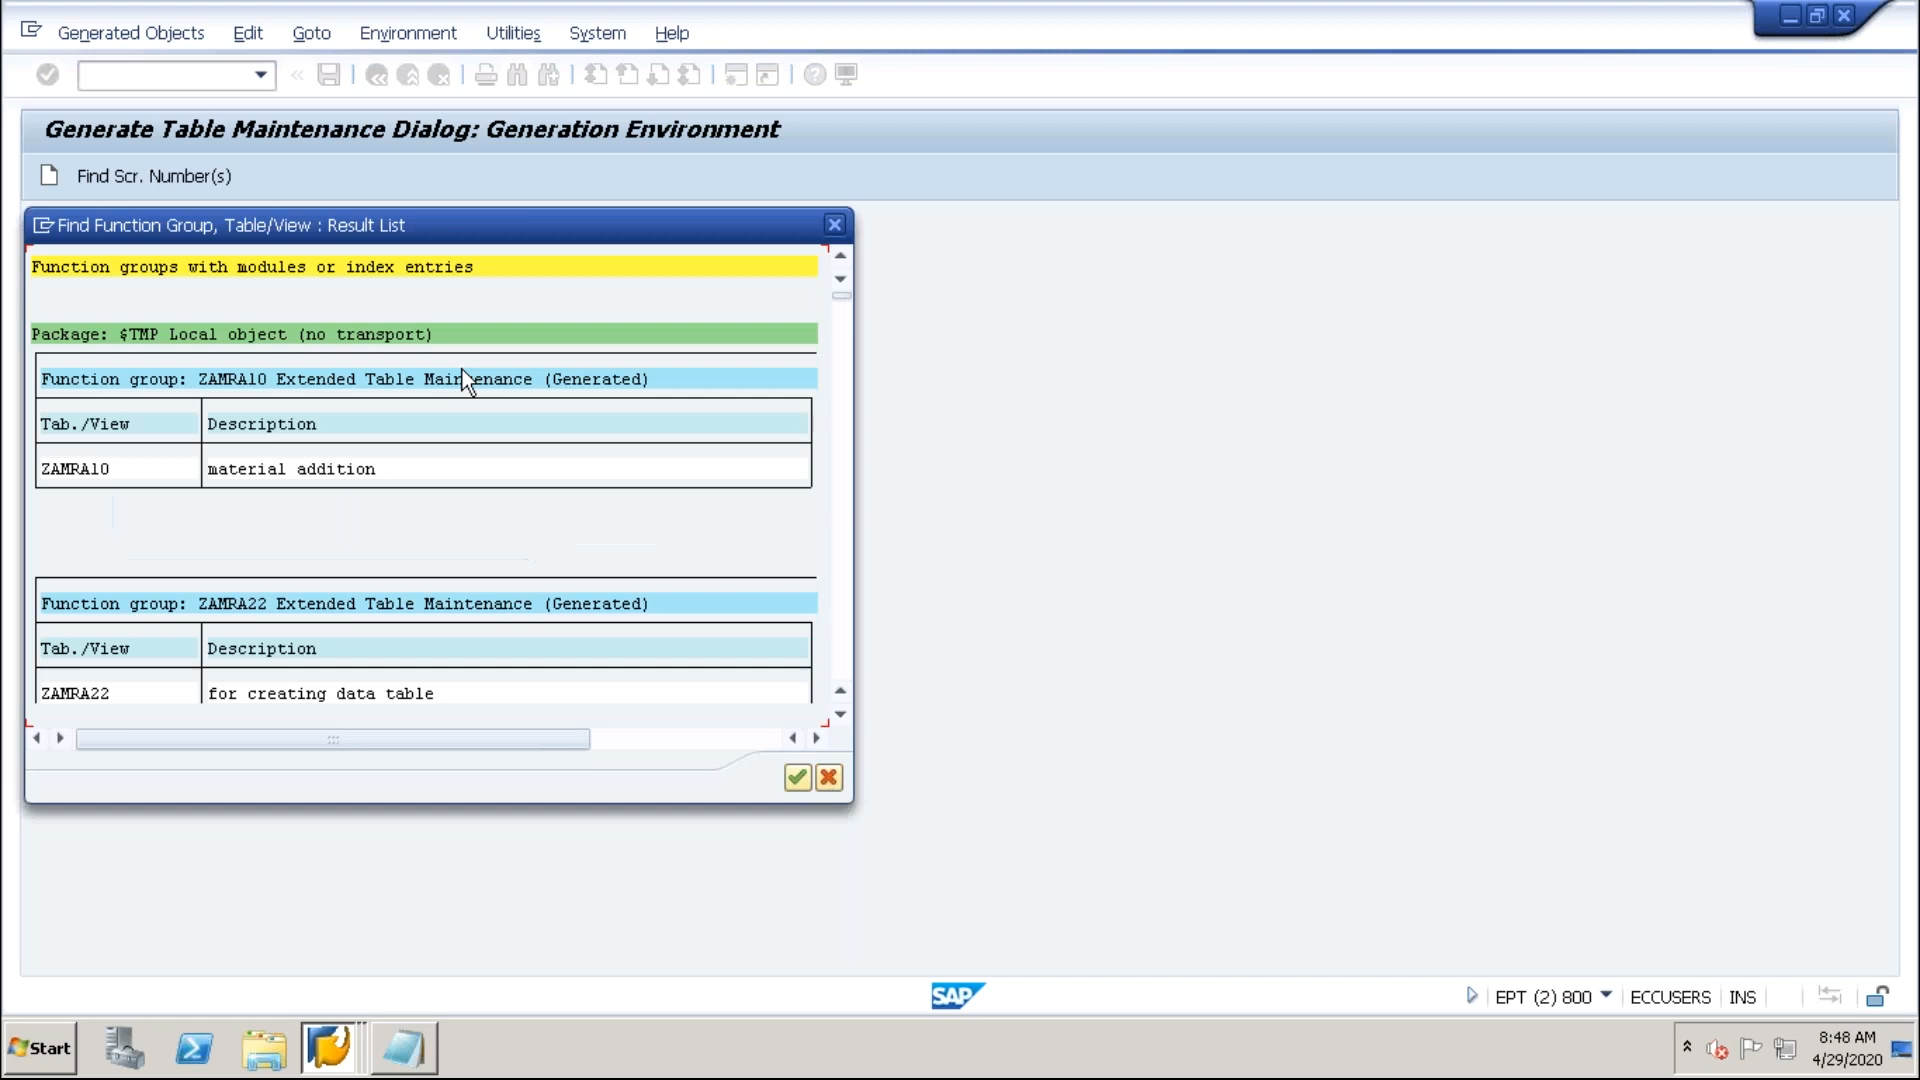 Generated Objects Edit Goto Environment Utilities System Help
Generate Table Maintenance Dialog: Generation Environment
Find Scr. Number(s)
Find Function Group, Table/View : Result List
Function groups with modules or index entries
Package: $TMP Local object (no transport)
Function group: ZAMRA10 Extended Table Maintenance (Generated)
Tab./View Description
ZAMRA10 material addition
Function group: ZAMRA22 Extended Table Maintenance (Generated)
Tab./View Description
ZAMRA22 for creating data table
SAP
EPT (2) 800 ECCUSERS INS
Start
8:48 AM
4/29/2020